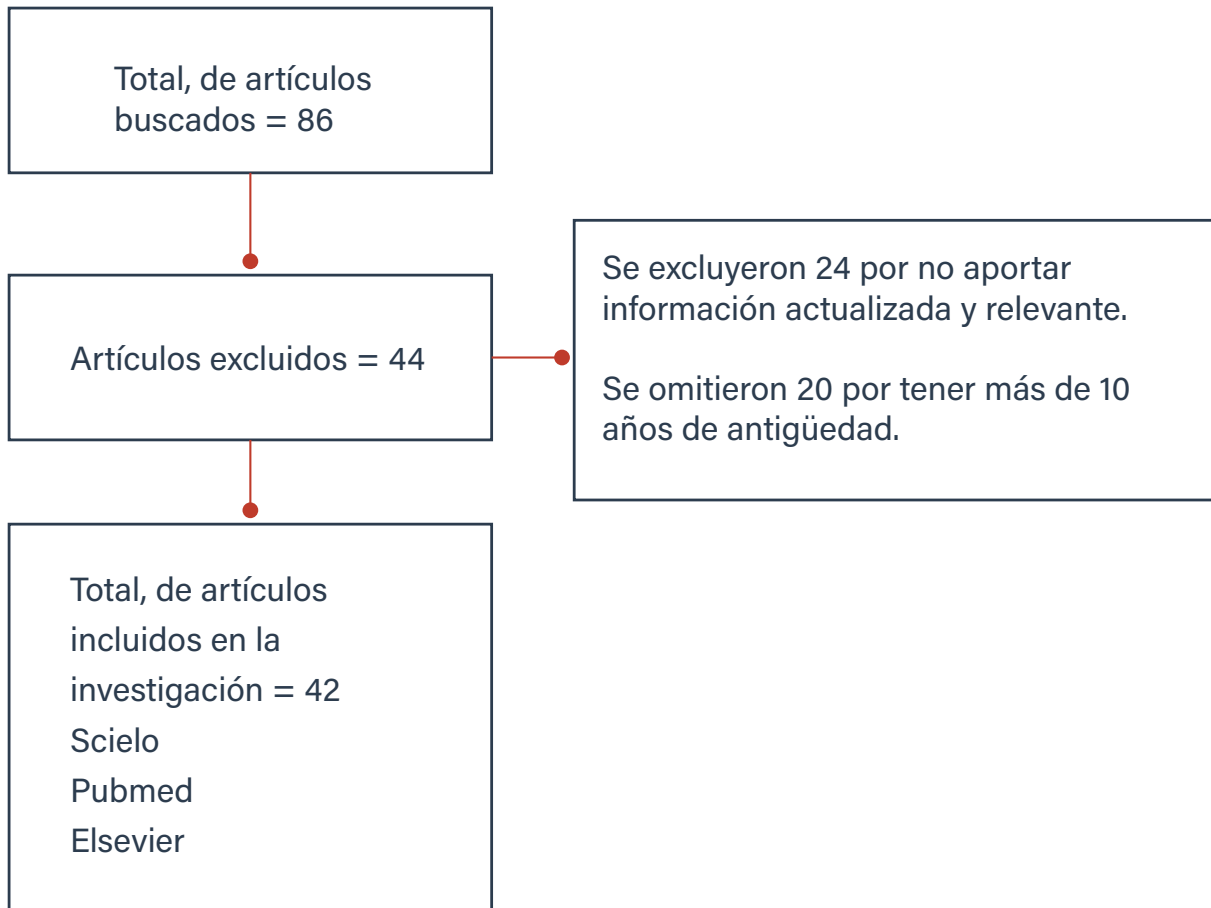 Total, de artículos
buscados = 86
Artículos excluidos = 44
Se excluyeron 24 por no aportar
información actualizada y relevante.
Se omitieron 20 por tener más de 10
años de antigüedad.
Total, de artículos
incluidos en la
investigación = 42
Scielo
Pubmed
Elsevier